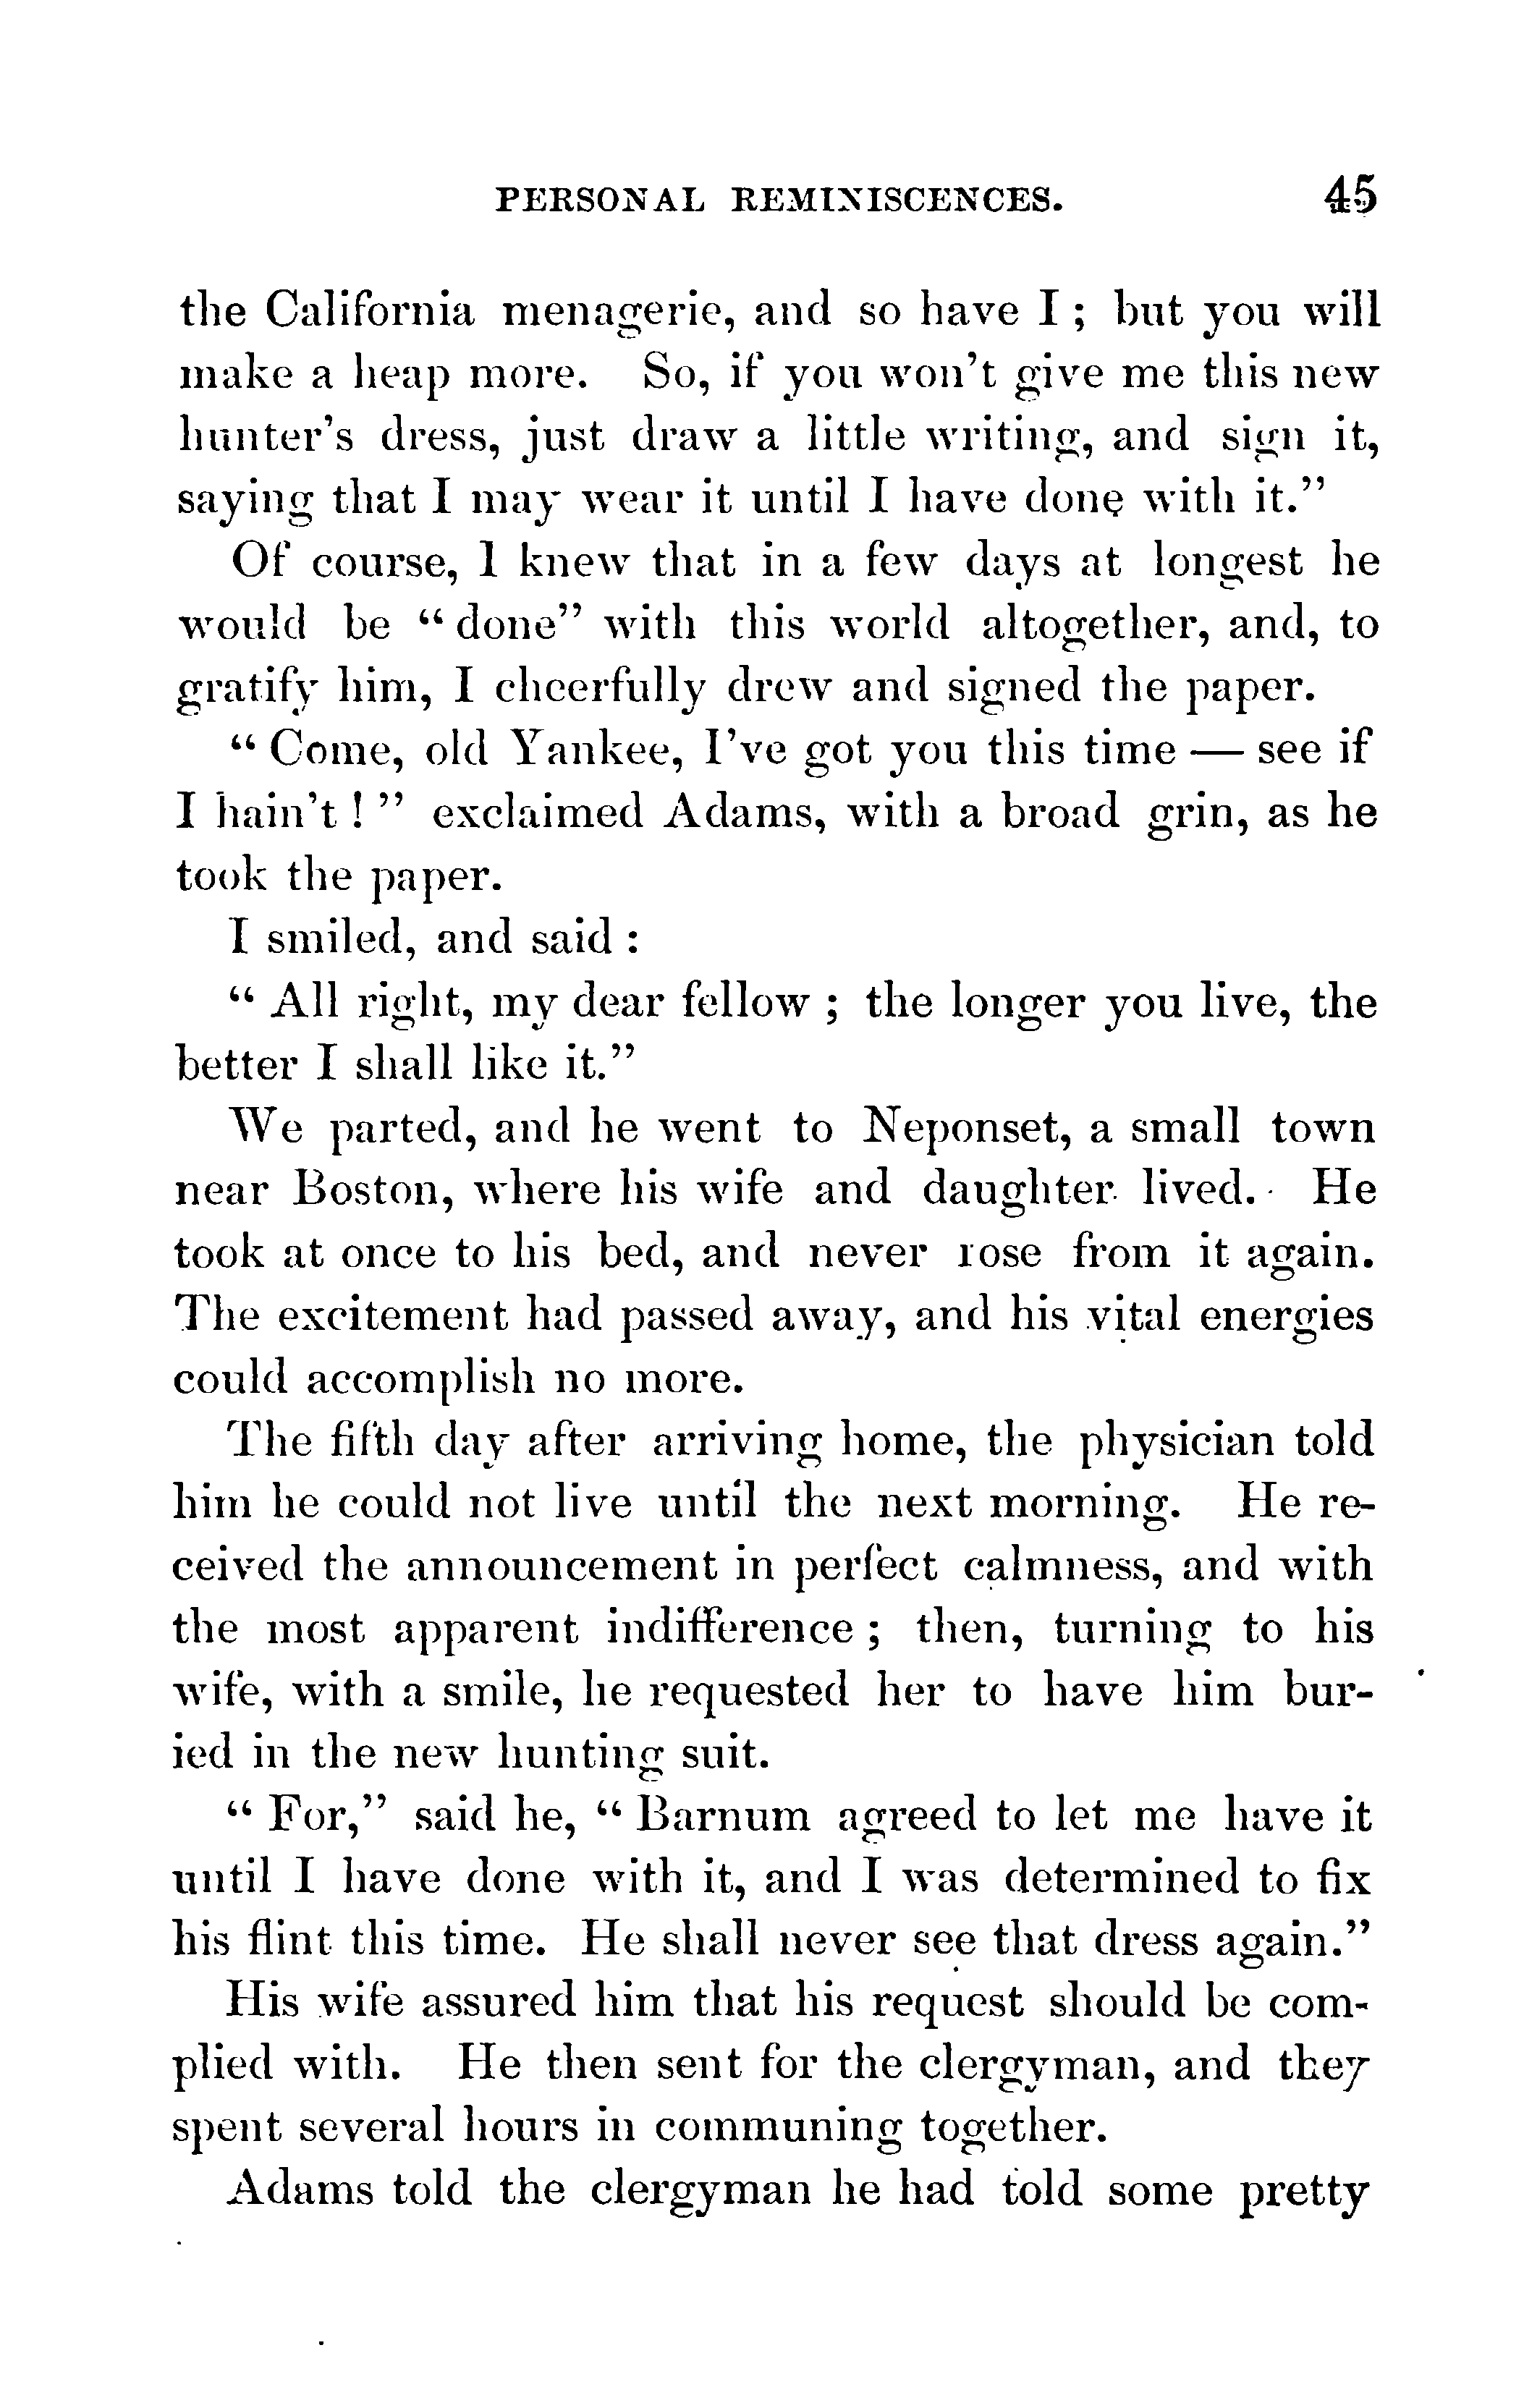 PERSONAL REMINISCENCES. 45
the California menagerie, and so have I ; but you will
make a heap more. So, if you won't give me this new
hunter's dress, just draw a little writing, and sign it,
saying that I may wear it until I have done with it."
Of course, I knew that in a few days at longest he
would be " done" with this world altogether, and, to
gratify him, I cheerfully drew and signed the paper.
" Come, old Yankee, I've got you this time — see if
I hain't ! " exclaimed Adams, with a broad grin, as he
took the paper.
I smiled, and said :
" All right, my dear fellow ; the longer you live, the
better I shall like it."
We parted, and he went to Neponset, a small town
near Boston, where his wife and daughter lived. He
took at once to his bed, and never rose from it again.
The excitement had passed away, and his vital energies
could accomplish no more.
The fifth day after arriving home, the physician told
him he could not live until the next morning. He re-
ceived the announcement in perfect calmness, and with
the most apparent indifference ; then, turning to his
wife, with a smile, he requested her to have him bur-
ied in the new hunting suit.
" For," said he, " Barnum agreed to let me have it
until I have done with it, and I was determined to fix
his flint this time. He shall never see that dress again."
His wife assured him that his request should be com-
plied with. He then sent for the clergyman, and they
spent several hours in communing together.
Adams told the clergyman he had told some pretty